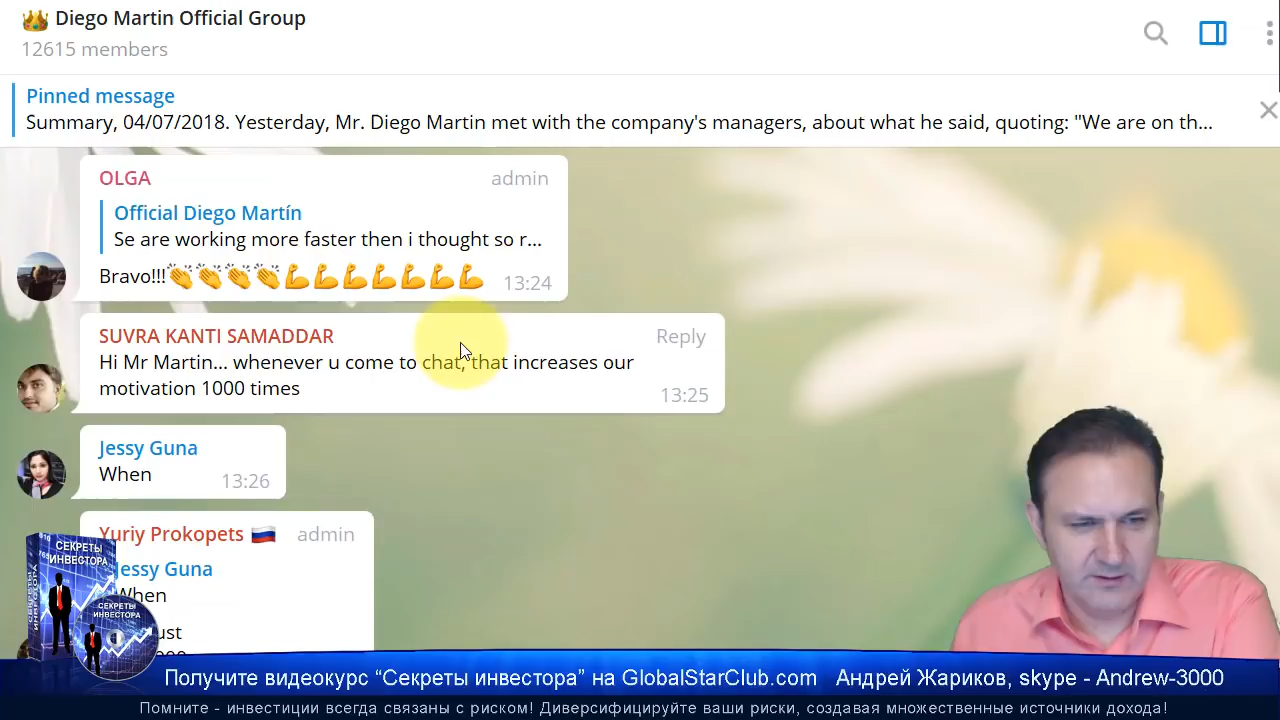 👑 Diego Martin Official Group
12615 members
Pinned message
Summary, 04/07/2018. Yesterday, Mr. Diego Martin met with the company's managers, about what he said, quoting: "We are on th...
OLGA admin
Official Diego Martín
Se are working more faster then i thought so r...
Bravo!!!👏👏👏👏💪💪💪💪💪💪💪 13:24
SUVRA KANTI SAMADDAR Reply
Hi Mr Martin... whenever u come to chat, that increases our
motivation 1000 times 13:25
Jessy Guna
When 13:26
Yuriy Prokopets 🇷🇺 admin
Jessy Guna
When
СЕКРЕТЫ
ИНВЕСТОРА
СЕКРЕТЫ
ИНВЕСТОРА
СЕКРЕТЫ ИНВЕСТОРА
Получите видеокурс “Секреты инвестора” на GlobalStarClub.com Андрей Жариков, skype - Andrew-3000
Помните - инвестиции всегда связаны с риском! Диверсифицируйте ваши риски, создавая множественные источники дохода!